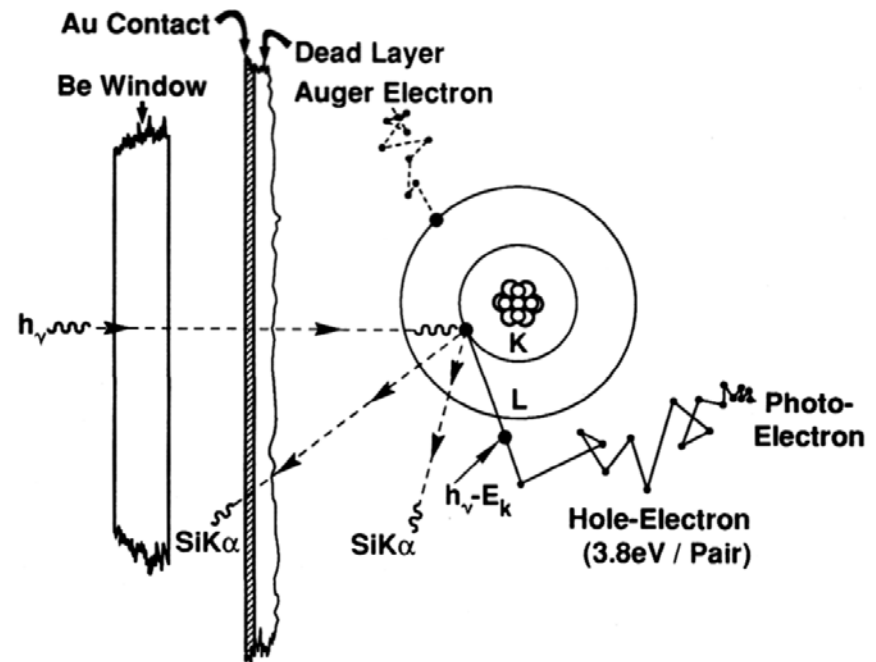 Au Contact
Dead Layer
Be Window
Auger Electron
hν
K
L
Photo-
Electron
hν-Ek
SiKα
SiKα
Hole-Electron
(3.8eV / Pair)